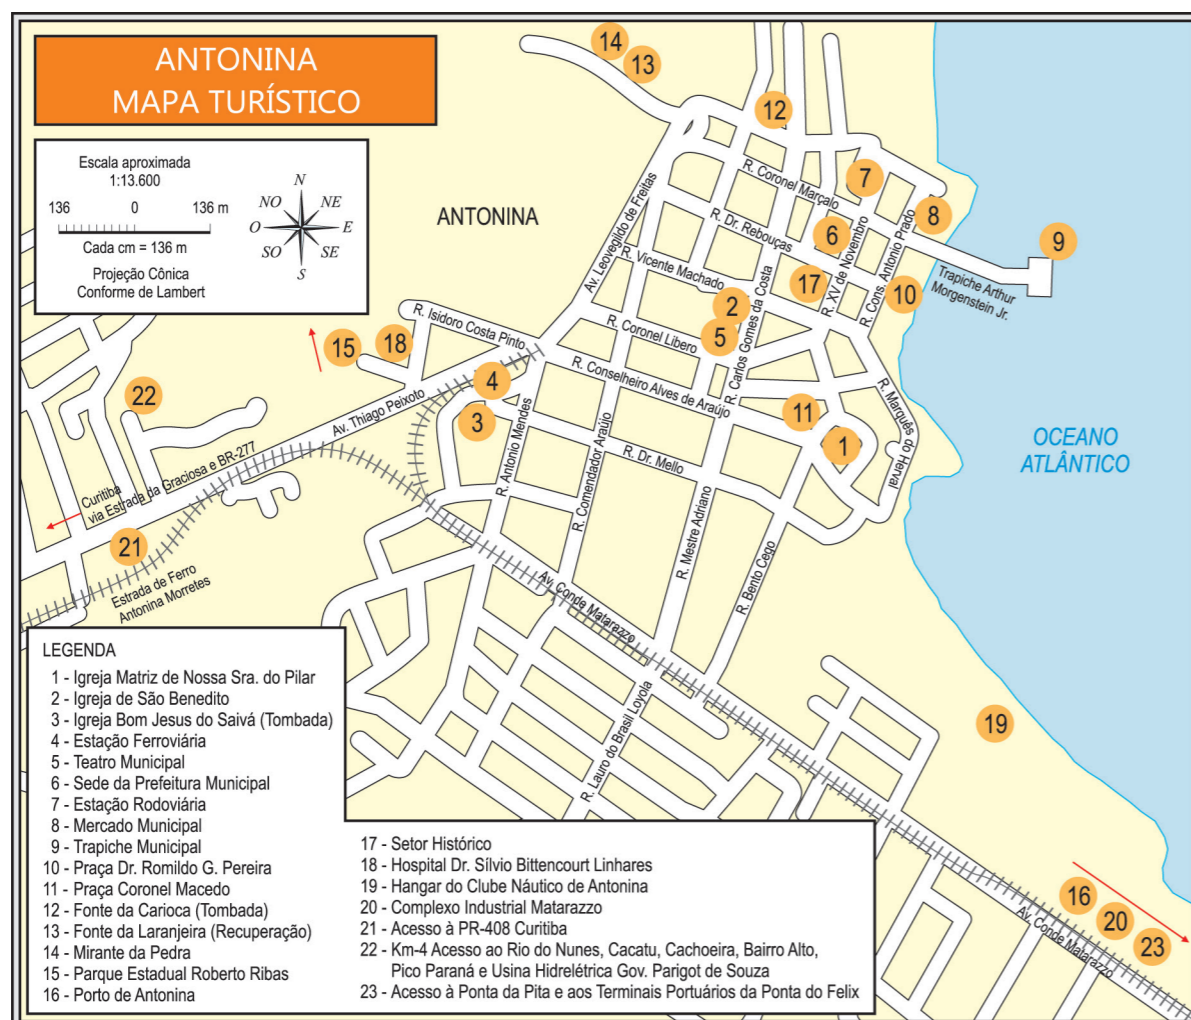 ANTONINA
MAPA TURÍSTICO
Escala aproximada
1:13.600
136 0 136 m
Cada cm = 136 m
Projeção Cônica
Conforme de Lambert
N
NO NE
O E
SO SE
S
ANTONINA
14
13
12
7
8
9
6
17
10
2
5
15
18
4
3
11
1
22
21
19
16
20
23
R. Coronel Marçalo
R. Dr. Rebouças
Av. Leovegildo de Freitas
R. Vicente Machado
R. XV de Novembro
R. Cons. Antonio Prado
Trapiche Arthur
Morgenstein Jr.
R. Isidoro Costa Pinto
R. Coronel Libero
R. Carlos Gomes da Costa
R. Conselheiro Alves de Araújo
Av. Thiago Peixoto
R. Marquês do Herval
R. Antonio Mendes
R. Comendador Araújo
R. Dr. Mello
R. Mestre Adriano
R. Bento Cego
Curitiba
via Estrada da Graciosa e BR-277
Estrada de Ferro
Antonina Morretes
Av. Conde Matarazzo
R. Lauro do Brasil Loyola
Av. Conde Matarazzo
OCEANO
ATLÂNTICO
LEGENDA
1 - Igreja Matriz de Nossa Sra. do Pilar
2 - Igreja de São Benedito
3 - Igreja Bom Jesus do Saivá (Tombada)
4 - Estação Ferroviária
5 - Teatro Municipal
6 - Sede da Prefeitura Municipal
7 - Estação Rodoviária
8 - Mercado Municipal
9 - Trapiche Municipal
10 - Praça Dr. Romildo G. Pereira
11 - Praça Coronel Macedo
12 - Fonte da Carioca (Tombada)
13 - Fonte da Laranjeira (Recuperação)
14 - Mirante da Pedra
15 - Parque Estadual Roberto Ribas
16 - Porto de Antonina
17 - Setor Histórico
18 - Hospital Dr. Sílvio Bittencourt Linhares
19 - Hangar do Clube Náutico de Antonina
20 - Complexo Industrial Matarazzo
21 - Acesso à PR-408 Curitiba
22 - Km-4 Acesso ao Rio do Nunes, Cacatu, Cachoeira, Bairro Alto,
Pico Paraná e Usina Hidrelétrica Gov. Parigot de Souza
23 - Acesso à Ponta da Pita e aos Terminais Portuários da Ponta do Felix